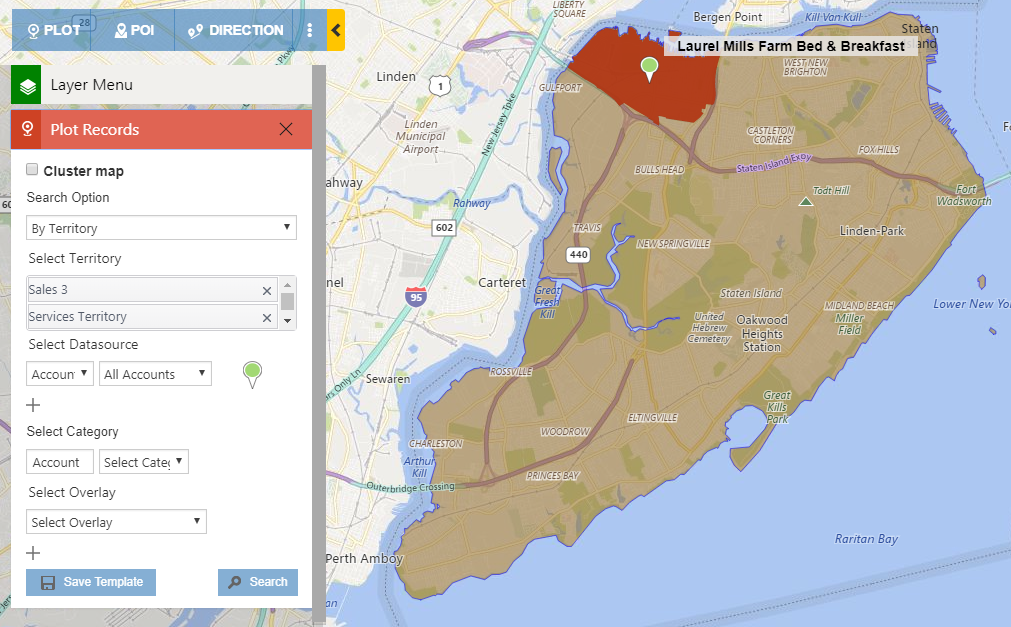 PLOT
28
POI
DIRECTION
Layer Menu
Plot Records
Cluster map
Search Option
By Territory
Select Territory
Sales 3
Services Territory
Select Datasource
Accoun
All Accounts
Select Category
Account
Select Cate
Select Overlay
Select Overlay
Save Template
Search
LIBERTY
SQUARE
Bergen Point
Kill Van Kull
Staten
Island
Laurel Mills Farm Bed & Breakfast
WEST NEW
BRIGHTON
Linden
1
GULFPORT
New Jersey Tpke
Linden
Municipal
Airport
CASTLETON
CORNERS
FOX HILLS
Staten Island Expy
BULLS HEAD
ahway
Rahway
Todt Hill
Fort
Wadsworth
602
TRAVIS
NEW SPRINGVILLE
Linden-Park
440
nel
Carteret
95
Great
Fresh
Kill
Staten Island
MIDLAND BEACH
Miller
Field
Lower New Yo
United
Hebrew
Cemetery
Oakwood
Heights
Station
ROSSVILLE
Sewaren
ors Only Ln
Great
Kills
Park
ELTINGVILLE
WOODROW
CHARLESTON
Arthur
Kill
PRINCES BAY
Outerbridge Crossing
Raritan Bay
Perth Amboy